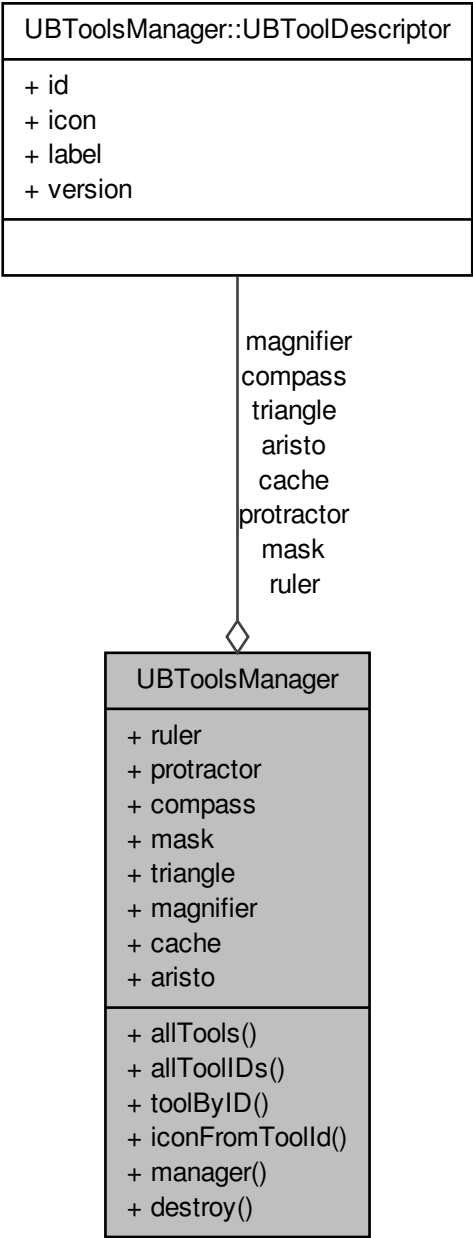 UBToolsManager::UBToolDescriptor
+ id
+ icon
+ label
+ version
magnifier
compass
triangle
aristo
cache
protractor
mask
ruler
UBToolsManager
+ ruler
+ protractor
+ compass
+ mask
+ triangle
+ magnifier
+ cache
+ aristo
+ allTools()
+ allToolIDs()
+ toolByID()
+ iconFromToolId()
+ manager()
+ destroy()